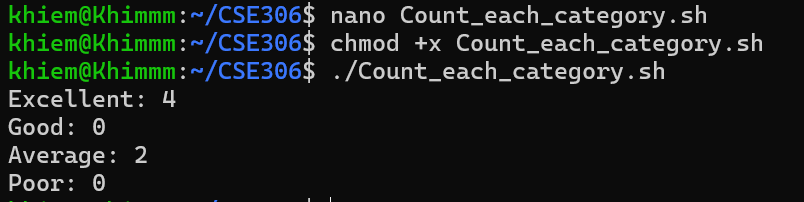 khiem@Khimmm:~/CSE306$ nano Count_each_category.sh
khiem@Khimmm:~/CSE306$ chmod +x Count_each_category.sh
khiem@Khimmm:~/CSE306$ ./Count_each_category.sh
Excellent: 4
Good: 0
Average: 2
Poor: 0